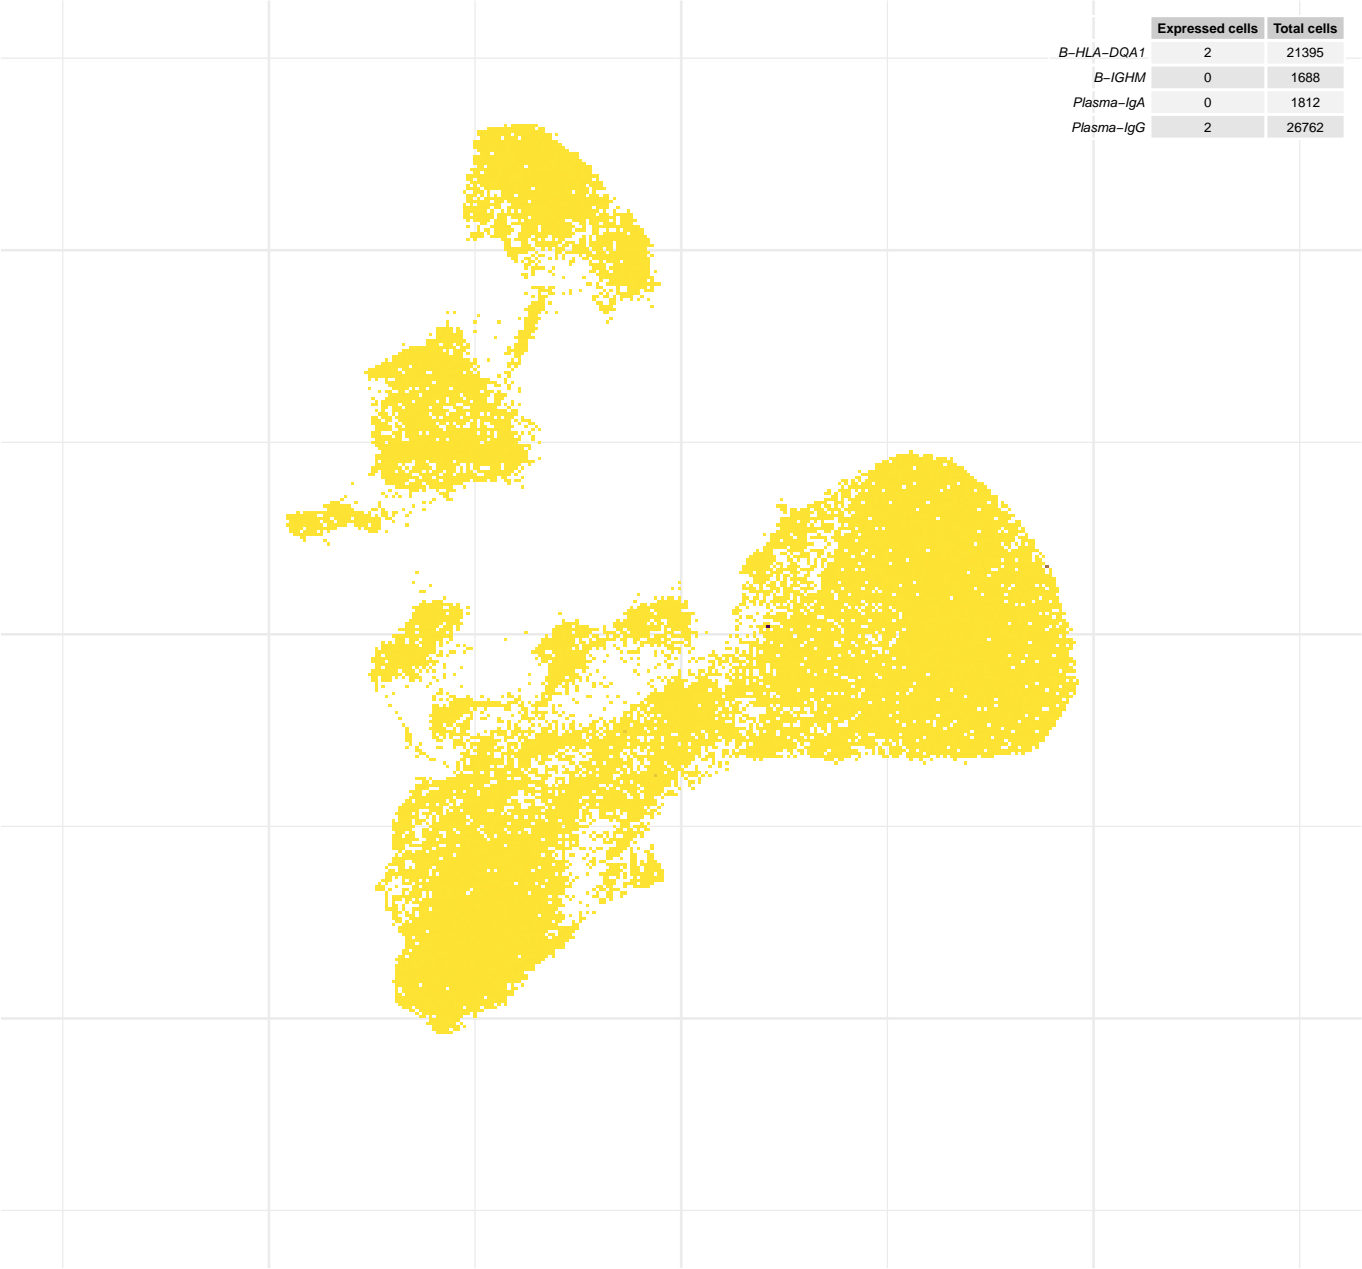 Expressed cells Total cells
B−HLA−DQA1 2 21395
B−IGHM 0 1688
Plasma−IgA 0 1812
Plasma−IgG 2 26762